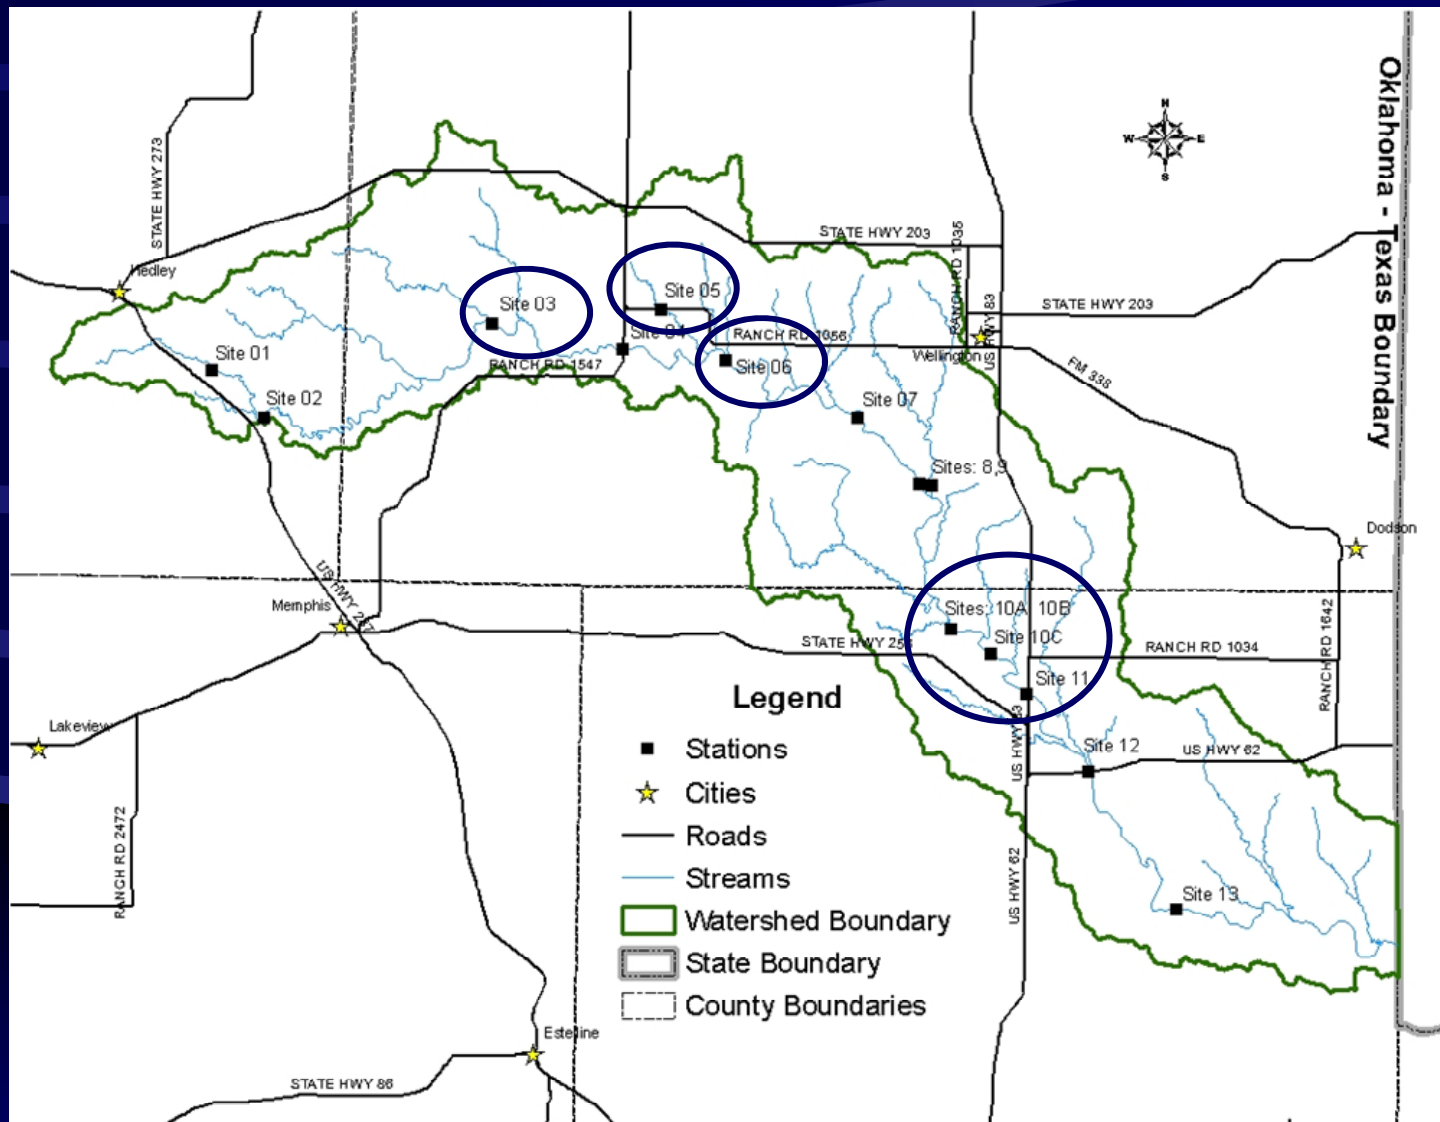 Oklahoma - Texas Boundary
N
W E
S
STATE HWY 273
Hedley
STATE HWY 203
RANCH RD 1035
US HWY 83
STATE HWY 203
Site 03
Site 05
Site 04
RANCH RD 1056
Wellington
FM 338
Site 01
RANCH RD 1547
Site 06
Site 02
Site 07
Sites: 8,9
Dodson
US HWY 287
Memphis
Sites: 10A, 10B
Site 10C
STATE HWY 256
RANCH RD 1034
RANCH RD 1642
Site 11
US HWY 83
Lakeview
Site 12
US HWY 62
RANCH RD 2472
US HWY 62
Site 13
Legend
Stations
Cities
Roads
Streams
Watershed Boundary
State Boundary
County Boundaries
Estelline
STATE HWY 86